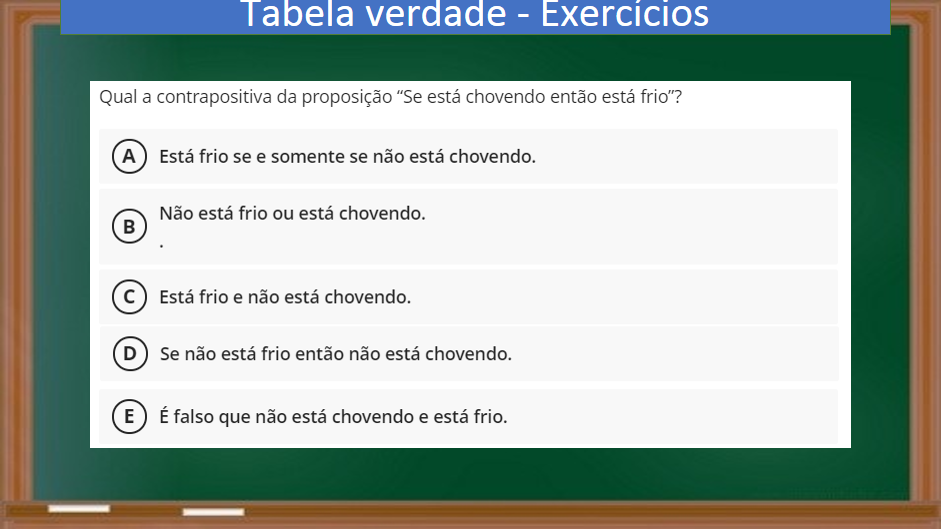 Tabela verdade - Exercícios
Qual a contrapositiva da proposição “Se está chovendo então está frio”?
A Está frio se e somente se não está chovendo.
B Não está frio ou está chovendo.
.
C Está frio e não está chovendo.
D Se não está frio então não está chovendo.
E É falso que não está chovendo e está frio.